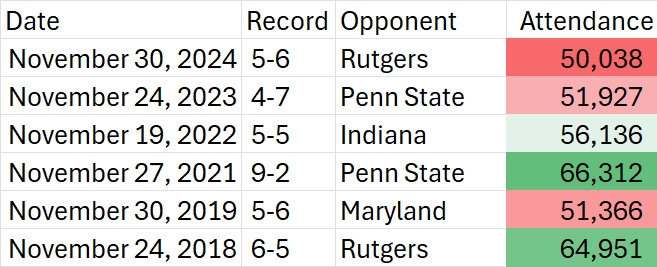 Date Record Opponent Attendance
November 30, 2024 5-6 Rutgers 50,038
November 24, 2023 4-7 Penn State 51,927
November 19, 2022 5-5 Indiana 56,136
November 27, 2021 9-2 Penn State 66,312
November 30, 2019 5-6 Maryland 51,366
November 24, 2018 6-5 Rutgers 64,951